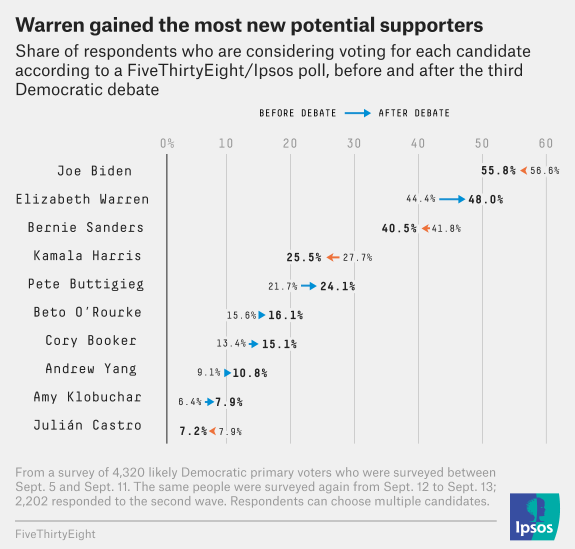 Warren gained the most new potential supporters
Share of respondents who are considering voting for each candidate
according to a FiveThirtyEight/Ipsos poll, before and after the third
Democratic debate
BEFORE DEBATE AFTER DEBATE
0% 10 20 30 40 50 60
Joe Biden 55.8% 56.6%
Elizabeth Warren 44.4% 48.0%
Bernie Sanders 40.5% 41.8%
Kamala Harris 25.5% 27.7%
Pete Buttigieg 21.7% 24.1%
Beto O'Rourke 15.6% 16.1%
Cory Booker 13.4% 15.1%
Andrew Yang 9.1% 10.8%
Amy Klobuchar 6.4% 7.9%
Julián Castro 7.2% 7.9%
From a survey of 4,320 likely Democratic primary voters who were surveyed between
Sept. 5 and Sept. 11. The same people were surveyed again from Sept. 12 to Sept. 13;
2,202 responded to the second wave. Respondents can choose multiple candidates.
FiveThirtyEight
Ipsos